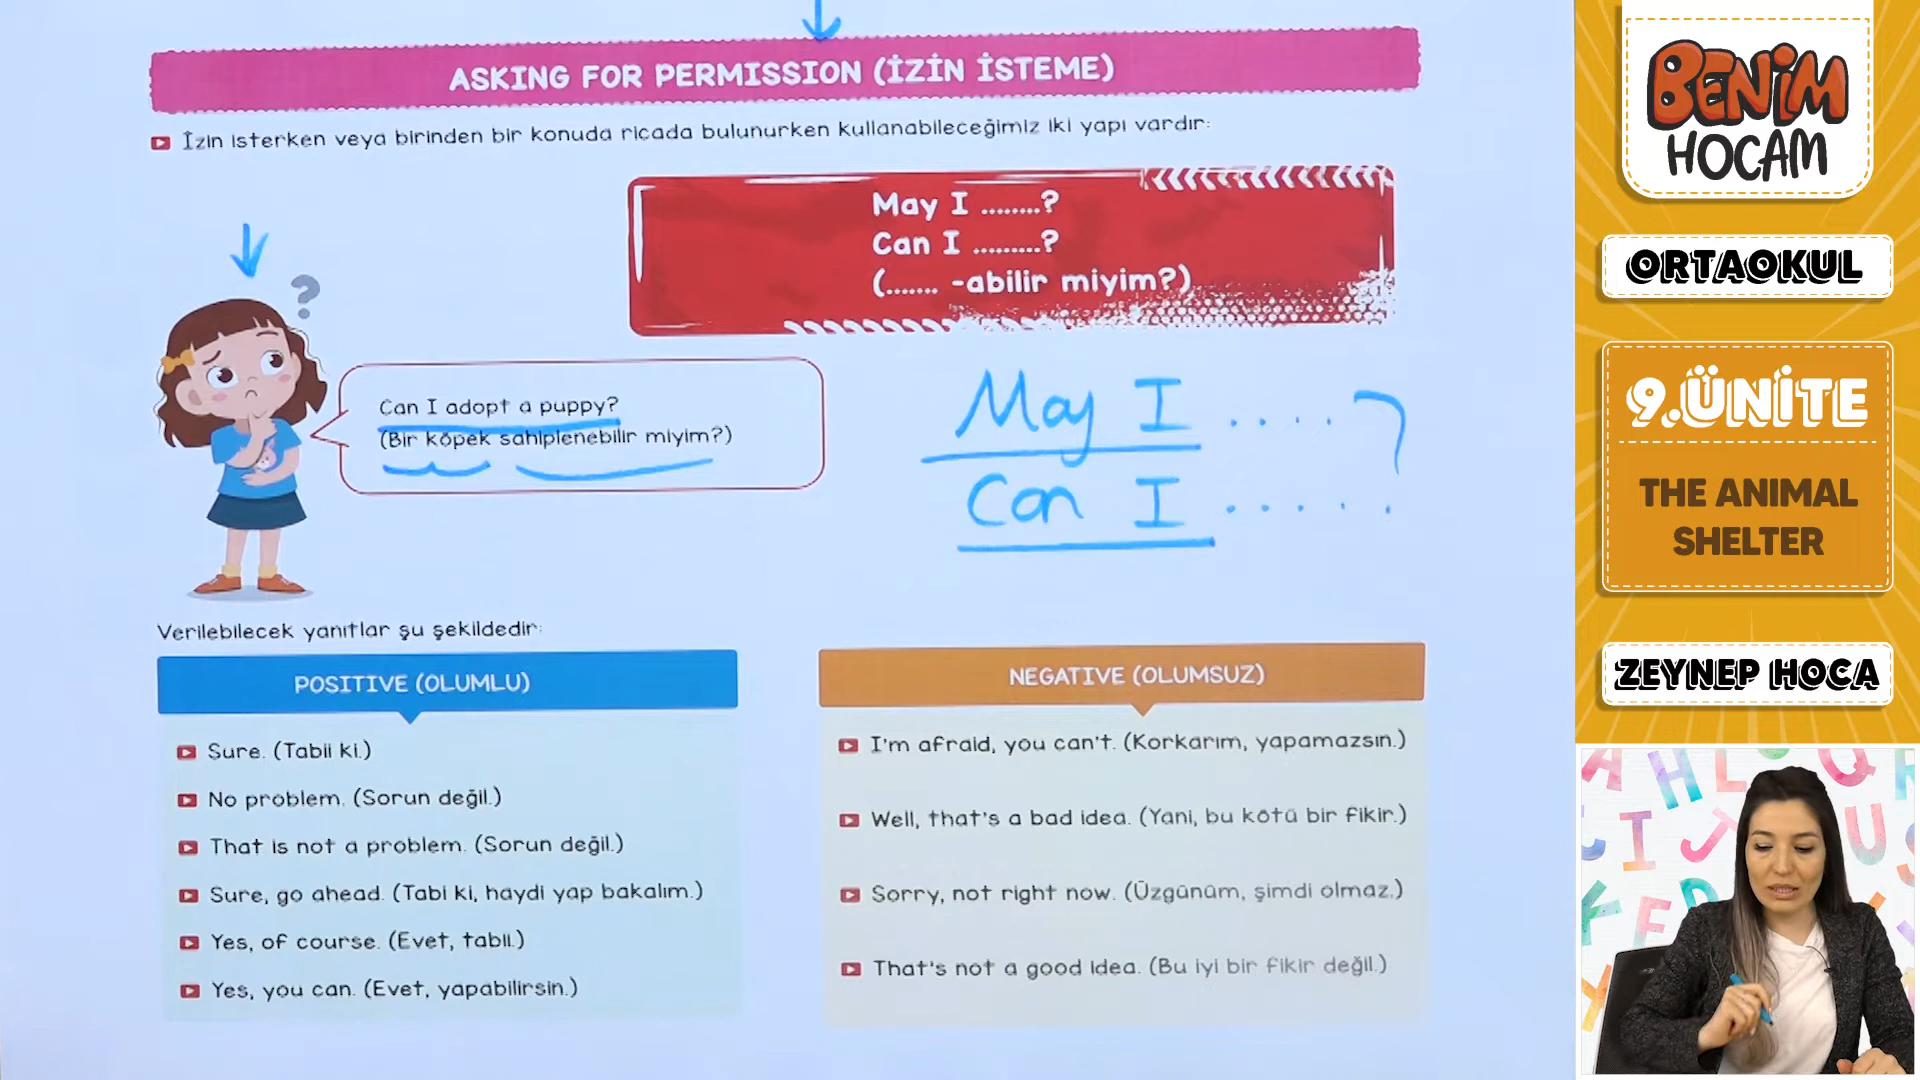 ASKING FOR PERMISSION (İZİN İSTEME)
İzin isterken veya birinden bir konuda ricada bulunurken kullanabileceğimiz iki yapı vardır:
May I ........?
Can I .........?
(....... -abilir miyim?)
?
Can I adopt a puppy?
(Bir köpek sahiplenebilir miyim?)
May I ..... ?
Can I .....
Verilebilecek yanıtlar şu şekildedir:
POSITIVE (OLUMLU)
Sure. (Tabii ki.)
No problem. (Sorun değil.)
That is not a problem. (Sorun değil.)
Sure, go ahead. (Tabi ki, haydi yap bakalım.)
Yes, of course. (Evet, tabii.)
Yes, you can. (Evet, yapabilirsin.)
NEGATIVE (OLUMSUZ)
I'm afraid, you can't. (Korkarım, yapamazsın.)
Well, that's a bad idea. (Yani, bu kötü bir fikir.)
Sorry, not right now. (Üzgünüm, şimdi olmaz.)
That's not a good idea. (Bu iyi bir fikir değil.)
BENİM
HOCAM
ORTAOKUL
9.ÜNİTE
THE ANIMAL
SHELTER
ZEYNEP HOCA